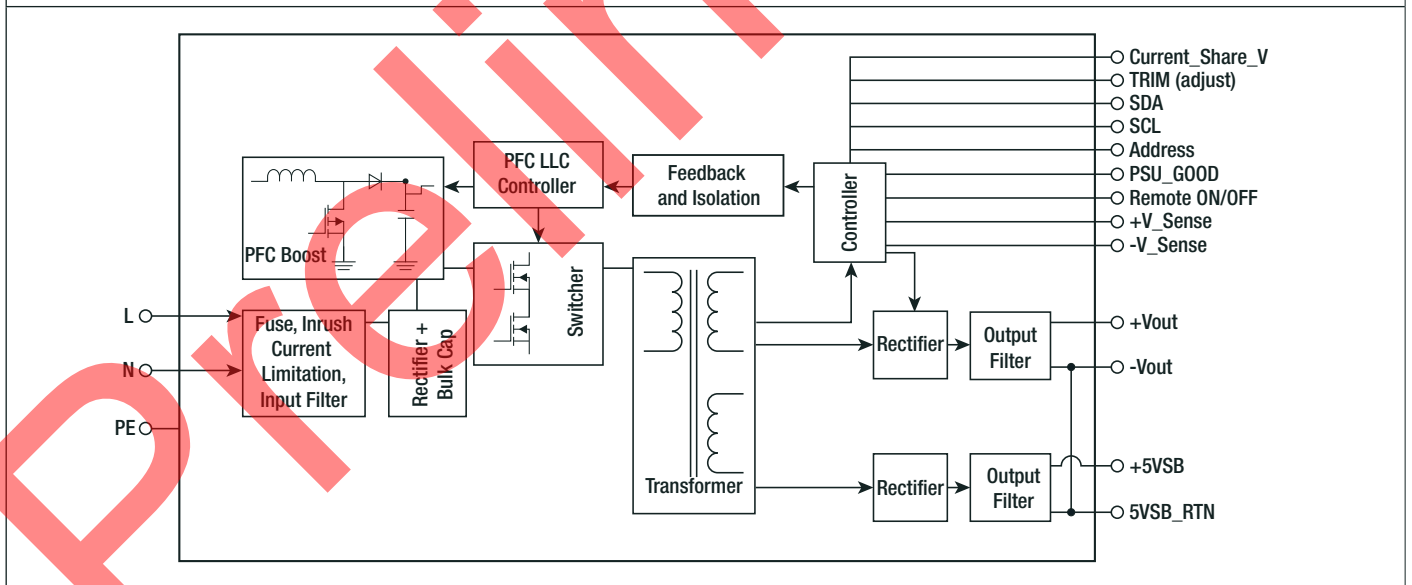 Prelim
Current_Share_V
TRIM (adjust)
SDA
SCL
Address
PSU_GOOD
Remote ON/OFF
+V_Sense
-V_Sense
PFC Boost
PFC LLC
Controller
Feedback
and Isolation
Controller
Switcher
L
N
PE
Fuse, Inrush
Current
Limitation,
Input Filter
Rectifier +
Bulk Cap
Transformer
Rectifier
Output
Filter
+Vout
-Vout
Rectifier
Output
Filter
+5VSB
5VSB_RTN